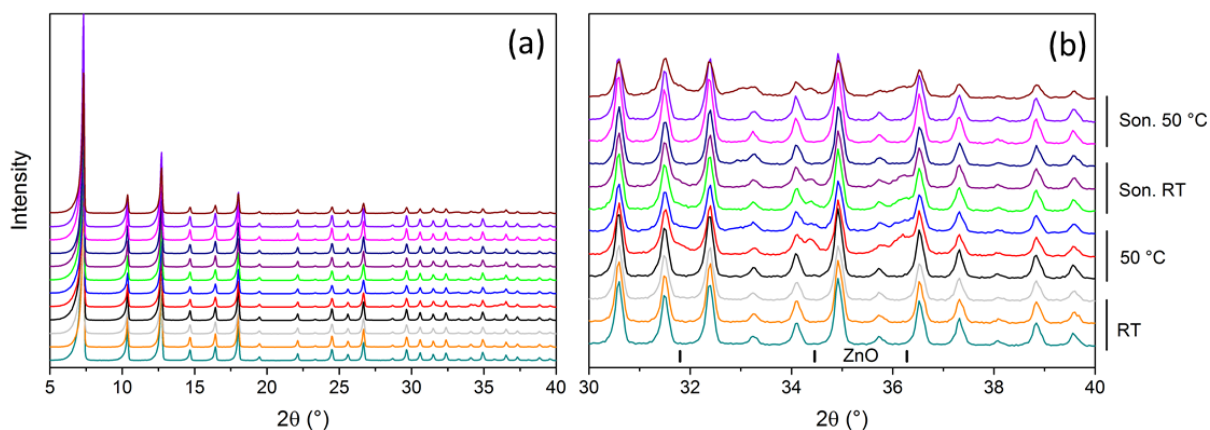 (a)
Intensity
5 10 15 20 25 30 35 40
2θ (°)
(b)
Son. 50 °C
Son. RT
50 °C
RT
ZnO
30 32 34 36 38 40
2θ (°)